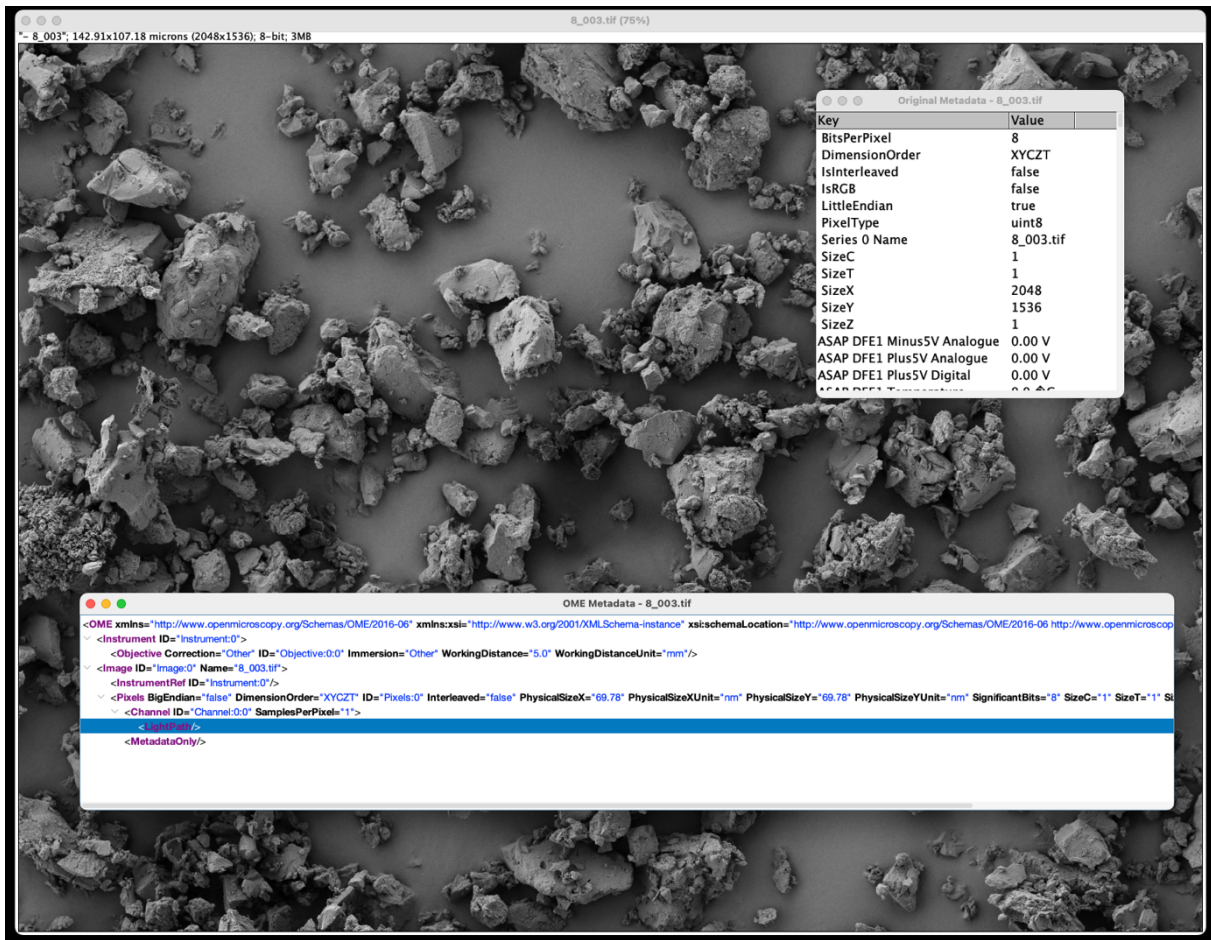 8_003.tif (75%)
"- 8_003"; 142.91x107.18 microns (2048x1536); 8-bit; 3MB
Original Metadata - 8_003.tif
Key Value
BitsPerPixel 8
DimensionOrder XYCZT
IsInterleaved false
IsRGB false
LittleEndian true
PixelType uint8
Series 0 Name 8_003.tif
SizeC 1
SizeT 1
SizeX 2048
SizeY 1536
SizeZ 1
ASAP DFE1 Minus5V Analogue 0.00 V
ASAP DFE1 Plus5V Analogue 0.00 V
ASAP DFE1 Plus5V Digital 0.00 V
OME Metadata - 8_003.tif
<OME xmlns="http://www.openmicroscopy.org/Schemas/OME/2016-06" xmlns:xsi="http://www.w3.org/2001/XMLSchema-instance" xsi:schemaLocation="http://www.openmicroscopy.org/Schemas/OME/2016-06 http://www.openmicroscop
<Instrument ID="Instrument:0">
<Objective Correction="Other" ID="Objective:0:0" Immersion="Other" WorkingDistance="5.0" WorkingDistanceUnit="mm"/>
<Image ID="Image:0" Name="8_003.tif">
<InstrumentRef ID="Instrument:0"/>
<Pixels BigEndian="false" DimensionOrder="XYCZT" ID="Pixels:0" Interleaved="false" PhysicalSizeX="69.78" PhysicalSizeXUnit="nm" PhysicalSizeY="69.78" PhysicalSizeYUnit="nm" SignificantBits="8" SizeC="1" SizeT="1" Si
<Channel ID="Channel:0:0" SamplesPerPixel="1">
<LightPath/>
<MetadataOnly/>